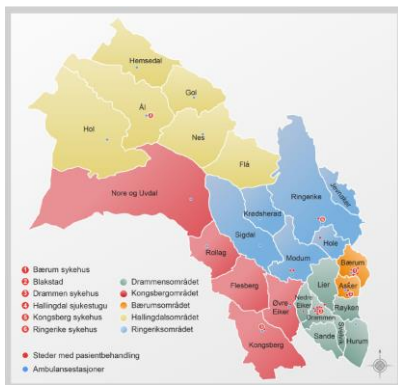 Hemsedal
Gol
Ål
Hol
Nes
Flå
Nore og Uvdal
Ringerike
Jevnaker
Krødsherad
Sigdal
Hole
Modum
Rollag
Flesberg
Øvre
Eiker
Nedre
Eiker
Kongsberg
Lier
Bærum
Asker
Røyken
Drammen
Sande
Svelvik
Hurum
1 Bærum sykehus
2 Blakstad
3 Drammen sykehus
4 Hallingdal sjukestugu
5 Kongsberg sykehus
6 Ringerike sykehus
Steder med pasientbehandling
Ambulansestasjoner
Drammensområdet
Kongsbergområdet
Bærumsområdet
Hallingdalsområdet
Ringeriksområdet